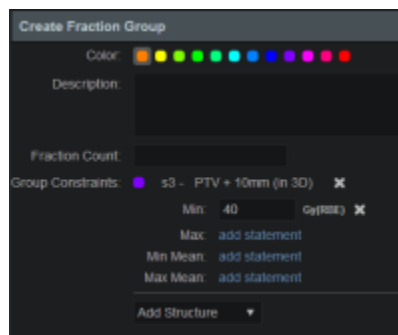 Create Fraction Group
Color:
Description:
Fraction Count:
Group Constraints: s3 - PTV + 10mm (in 3D) ✖
Min: 40 Gy(RBE) ✖
Max: add statement
Min Mean: add statement
Max Mean: add statement
Add Structure ▼